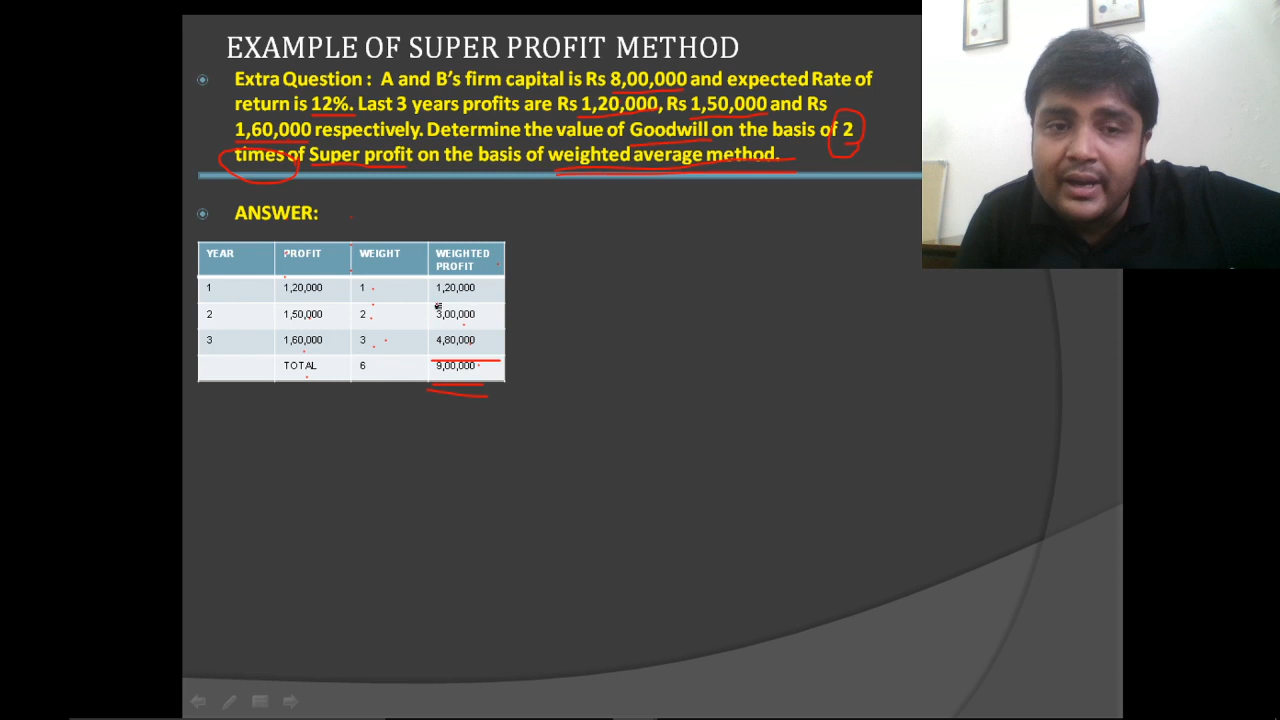 EXAMPLE OF SUPER PROFIT METHOD
Extra Question : A and B's firm capital is Rs 8,00,000 and expected Rate of
return is 12%. Last 3 years profits are Rs 1,20,000, Rs 1,50,000 and Rs
1,60,000 respectively. Determine the value of Goodwill on the basis of 2
times of Super profit on the basis of weighted average method.
ANSWER:
YEAR PROFIT WEIGHT WEIGHTED PROFIT
1 1,20,000 1 1,20,000
2 1,50,000 2 3,00,000
3 1,60,000 3 4,80,000
TOTAL 6 9,00,000